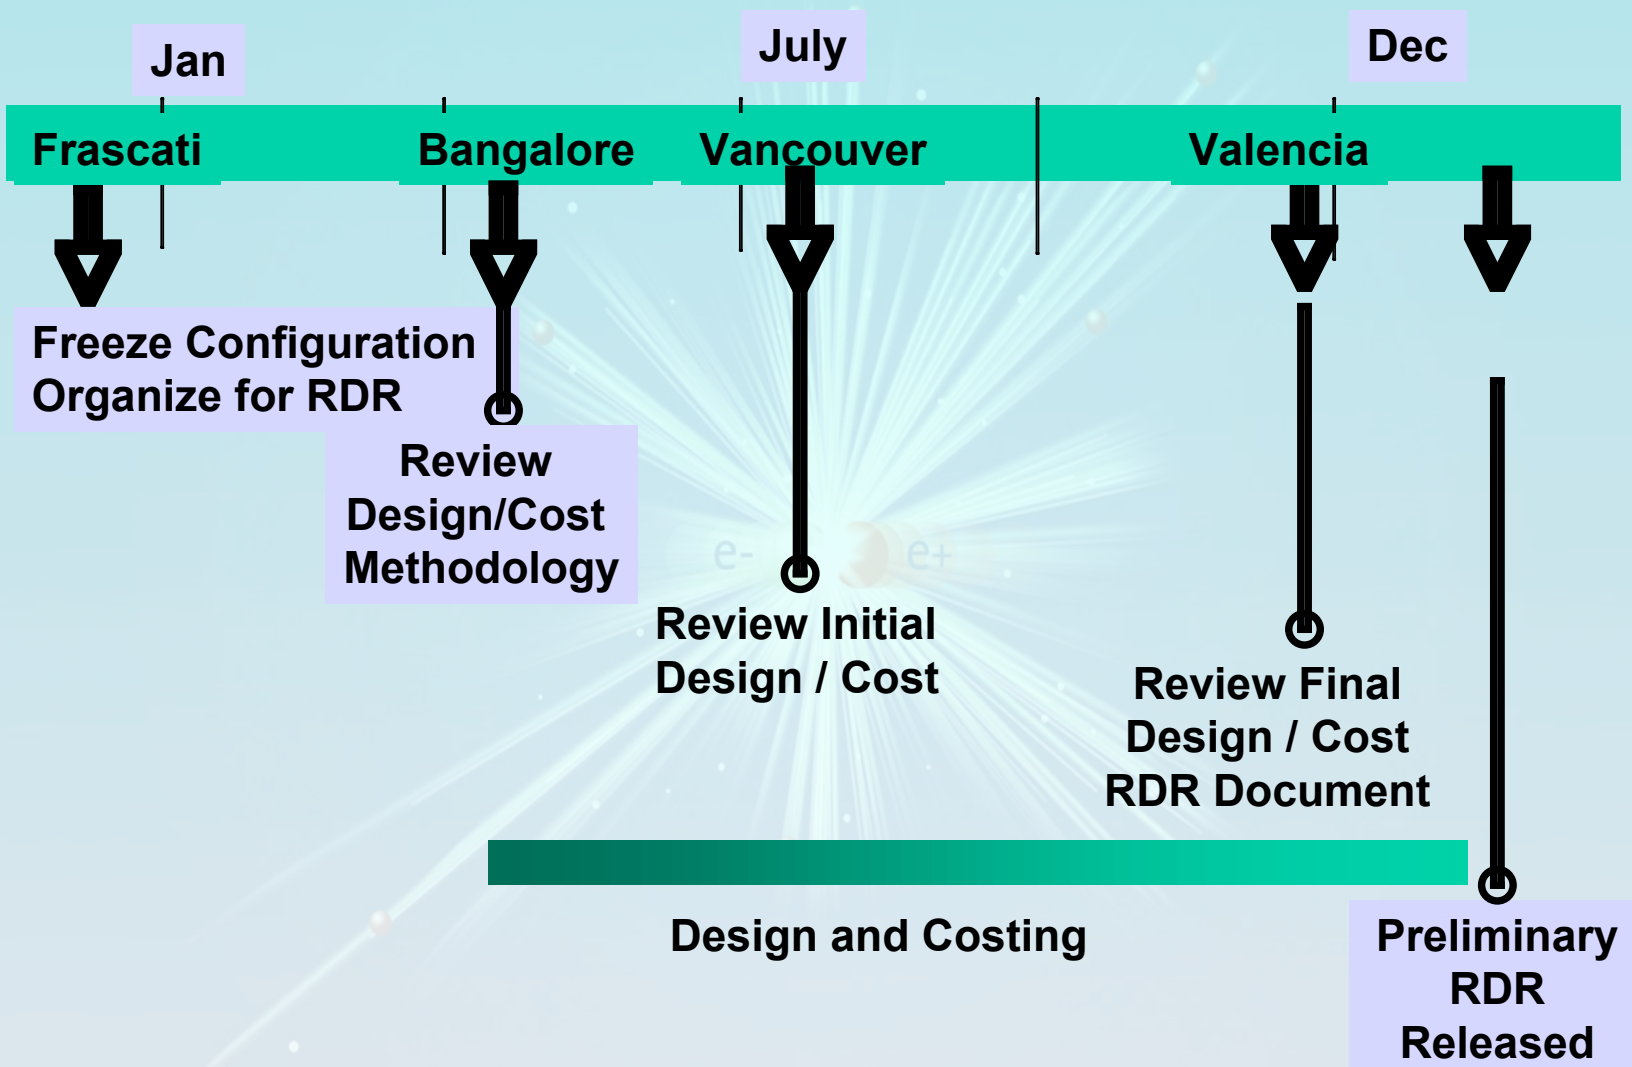 Jan
July
Dec
Frascati
Bangalore
Vancouver
Valencia
Freeze Configuration
Organize for RDR
Review
Design/Cost
Methodology
e-
e+
Review Initial
Design / Cost
Review Final
Design / Cost
RDR Document
Design and Costing
Preliminary
RDR
Released